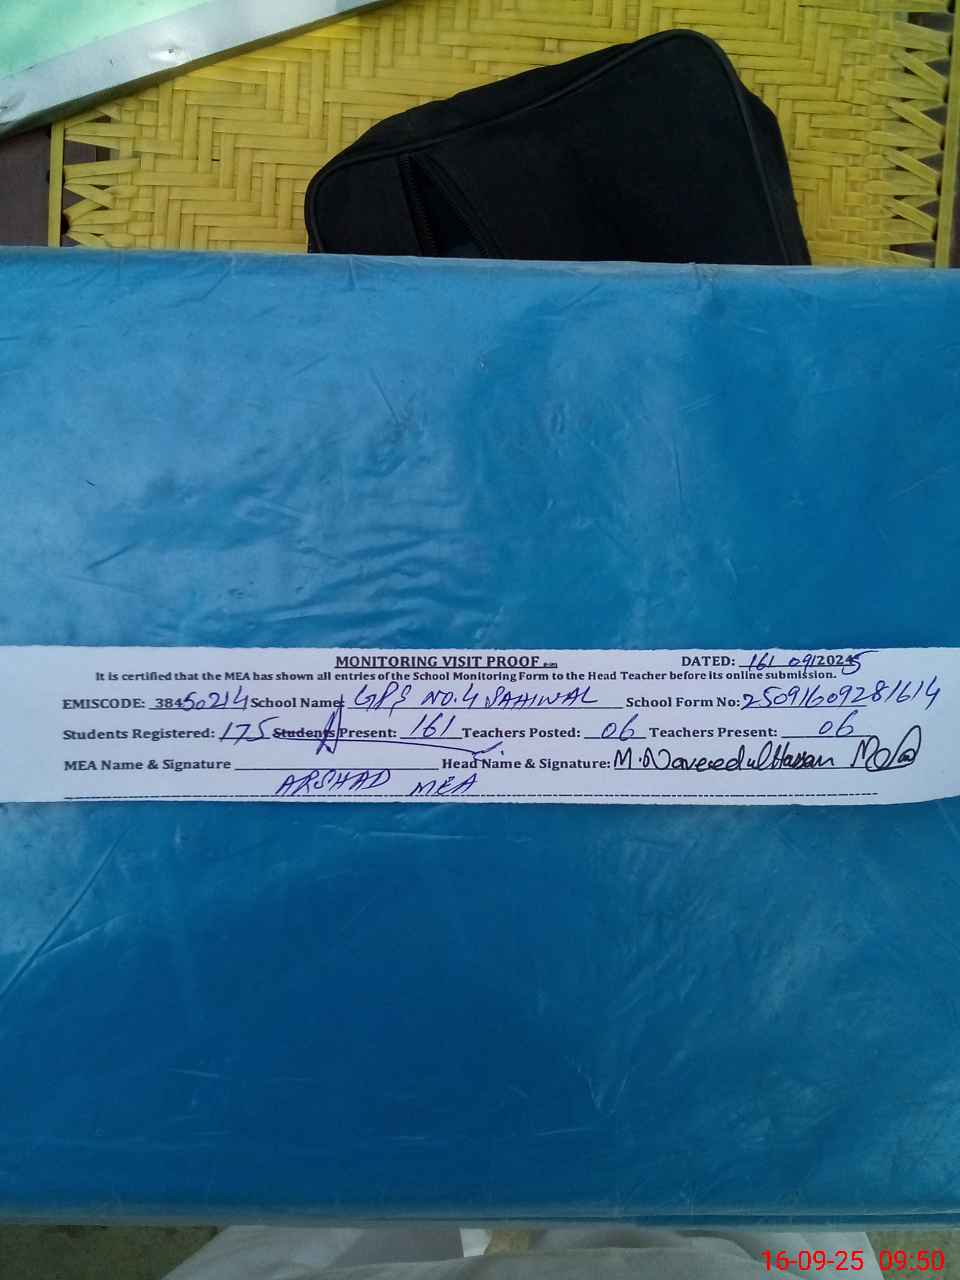 MONITORING VISIT PROOF DATED: 16/ 09/2025
It is certified that the MEA has shown all entries of the School Monitoring Form to the Head Teacher before its online submission.
EMISCODE: 38450214 School Name: GPS NO.4 SAHIWAL School Form No: 25091609281614
Students Registered: 175 Students Present: 161 Teachers Posted: 06 Teachers Present: 06
MEA Name & Signature Head Name & Signature: M. Naveed ul Hassan
ARSHAD MEA
16-09-25 09:50